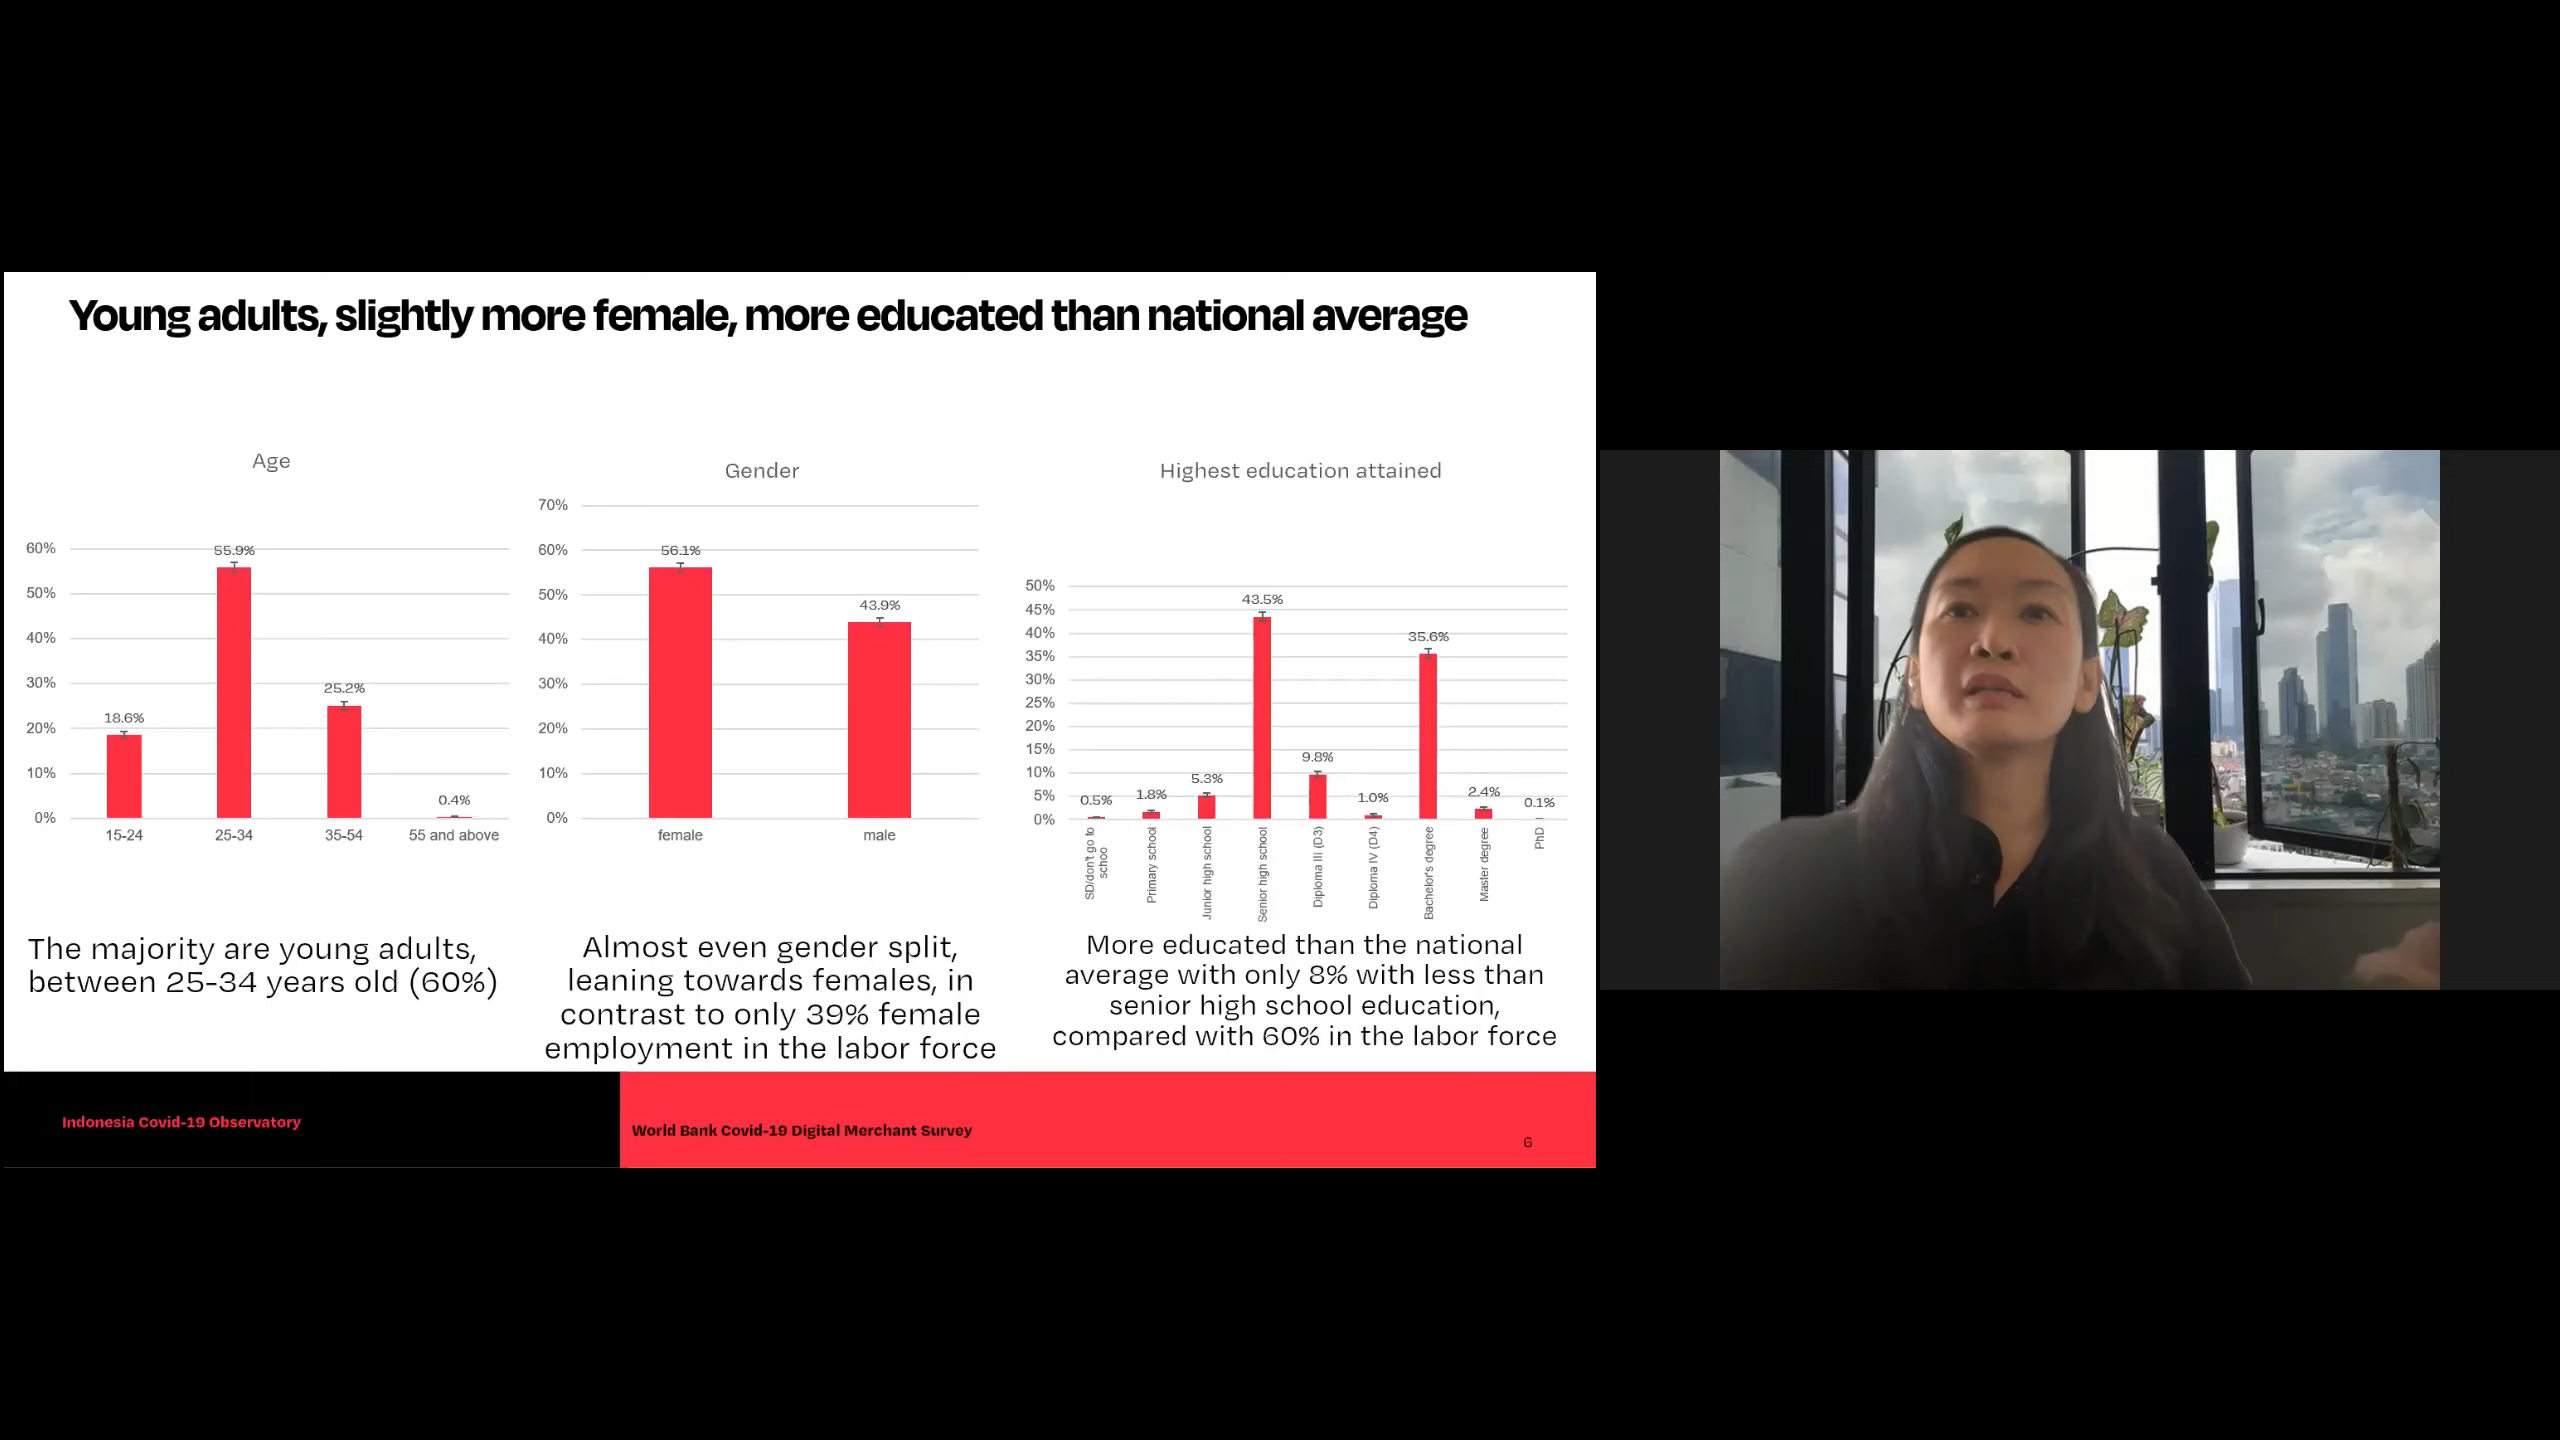 Young adults, slightly more female, more educated than national average
Age
60%
50%
40%
30%
20%
10%
0%
18.6%
55.9%
25.2%
0.4%
15-24
25-34
35-54
55 and above
The majority are young adults,
between 25-34 years old (60%)
Gender
70%
60%
50%
40%
30%
20%
10%
0%
56.1%
43.9%
female
male
Almost even gender split,
leaning towards females, in
contrast to only 39% female
employment in the labor force
Highest education attained
50%
45%
40%
35%
30%
25%
20%
15%
10%
5%
0%
0.5%
1.8%
5.3%
43.5%
9.8%
1.0%
35.6%
2.4%
0.1%
SD/don't go to
schoo
Primary school
Junior high school
Senior high school
Diploma III (D3)
Diploma IV (D4)
Bachelor's degree
Master degree
PhD
More educated than the national
average with only 8% with less than
senior high school education,
compared with 60% in the labor force
Indonesia Covid-19 Observatory
World Bank Covid-19 Digital Merchant Survey
6